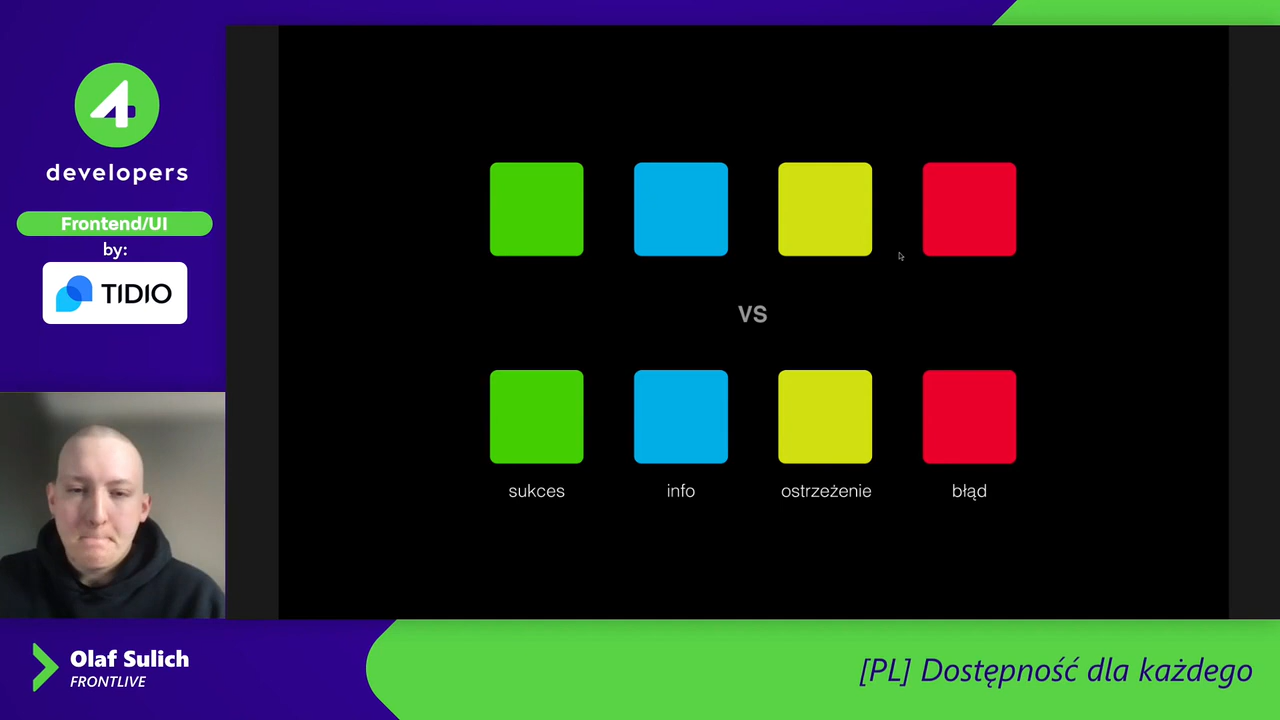 4
developers
Frontend/UI
by:
TIDIO
VS
sukces
info
ostrzeżenie
błąd
Olaf Sulich
FRONTLIVE
[PL] Dostępność dla każdego